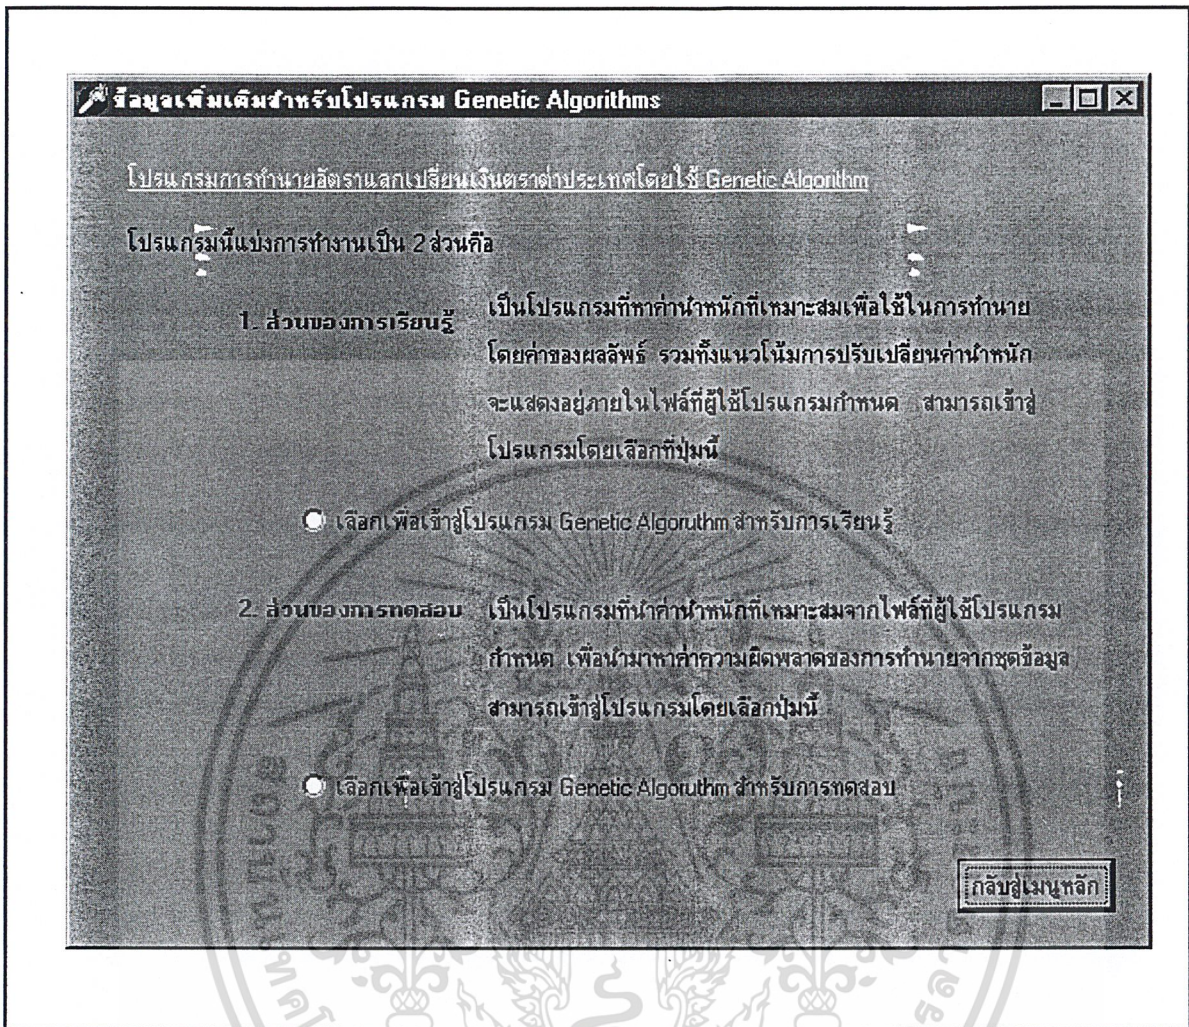 ข้อมูลเพิ่มเติมสำหรับโปรแกรม Genetic Algorithms
โปรแกรมการทำนายอัตราแลกเปลี่ยนเงินตราต่าประเทศโดยใช้ Genetic Algorithm
โปรแกรมนี้แบ่งการทำงานเป็น 2 ส่วนคือ
1. ส่วนของการเรียนรู้
เป็นโปรแกรมที่หาค่าน้ำหนักที่เหมาะสมเพื่อใช้ในการทำนาย
โดยค่าของผลลัพธ์ รวมทั้งแนวโน้มการปรับเปลี่ยนค่าน้ำหนัก
จะแสดงอยู่ภายในไฟล์ที่ผู้ใช้โปรแกรมกำหนด สามารถเข้าสู่
โปรแกรมโดยเลือกที่ปุ่มนี้
เลือกเพื่อเข้าสู่โปรแกรม Genetic Algoruthm สำหรับการเรียนรู้
2. ส่วนของการทดสอบ
เป็นโปรแกรมที่นำค่าน้ำหนักที่เหมาะสมจากไฟล์ที่ผู้ใช้โปรแกรม
กำหนด เพื่อนำมาหาค่าความผิดพลาดของการทำนายจากชุดข้อมูล
สามารถเข้าสู่โปรแกรมโดยเลือกปุ่มนี้
เลือกเพื่อเข้าสู่โปรแกรม Genetic Algoruthm สำหรับการทดสอบ
กลับสู่เมนูหลัก